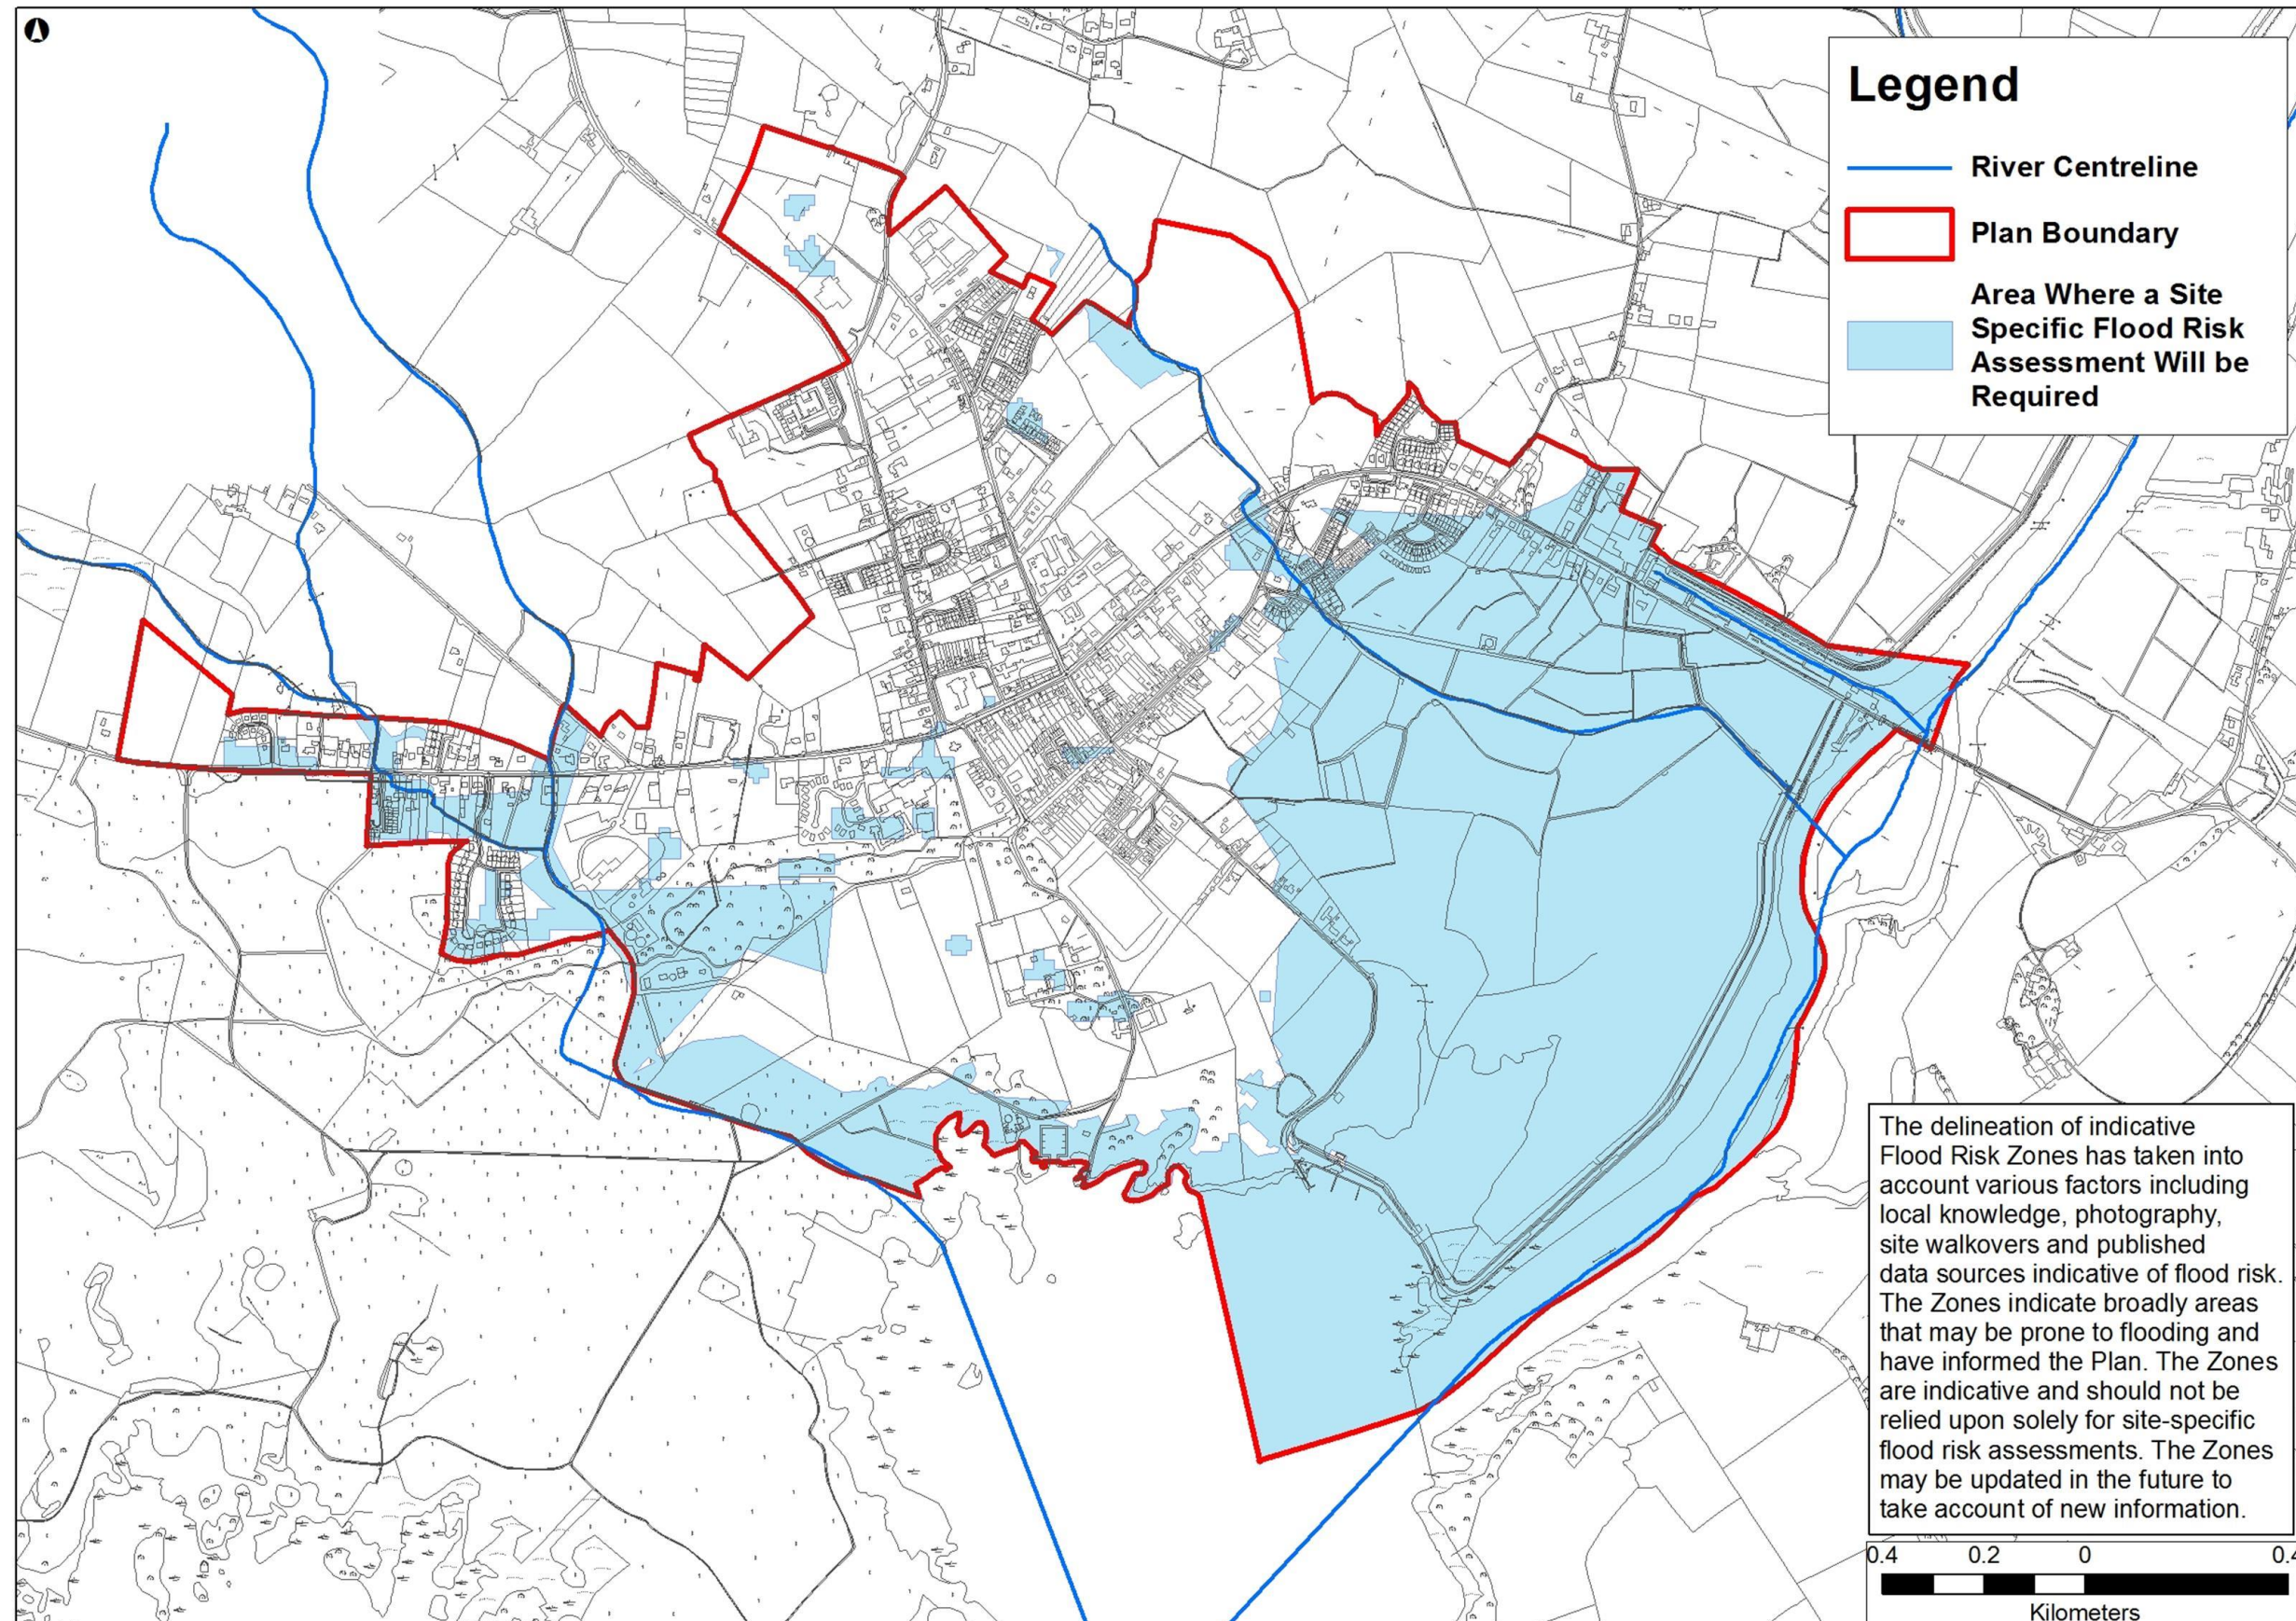 Legend
River Centreline
Plan Boundary
Area Where a Site
Specific Flood Risk
Assessment Will be
Required
The delineation of indicative
Flood Risk Zones has taken into
account various factors including
local knowledge, photography,
site walkovers and published
data sources indicative of flood risk.
The Zones indicate broadly areas
that may be prone to flooding and
have informed the Plan. The Zones
are indicative and should not be
relied upon solely for site-specific
flood risk assessments. The Zones
may be updated in the future to
take account of new information.
0.4 0.2 0 0.4
Kilometers